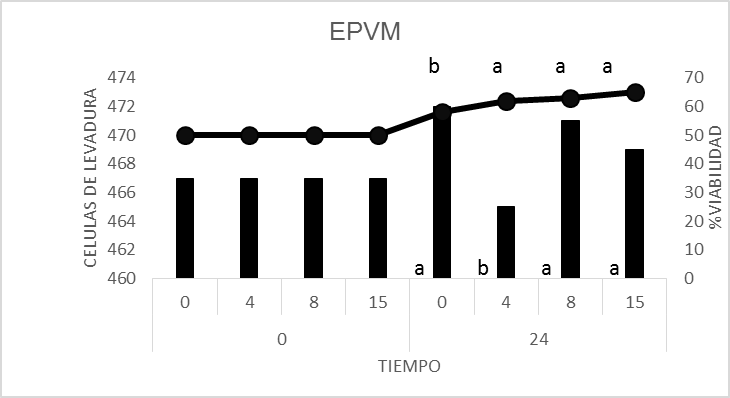 EPVM
b a a a
474
472
470
468
466
464
462
460
CELULAS DE LEVADURA
70
60
50
40
30
20
10
0
%VIABILIDAD
a b a a
0 4 8 15 0 4 8 15
0 24
TIEMPO